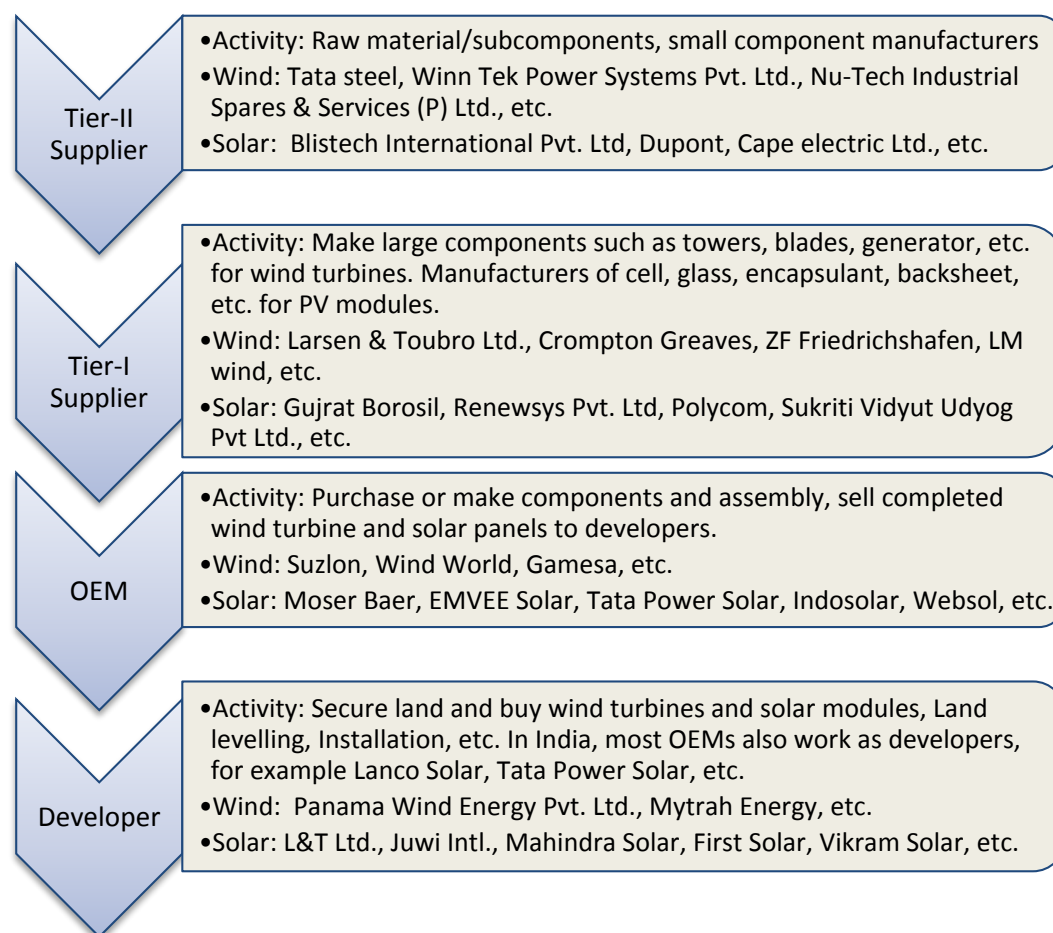 Tier-II
Supplier
•Activity: Raw material/subcomponents, small component manufacturers
•Wind: Tata steel, Winn Tek Power Systems Pvt. Ltd., Nu-Tech Industrial
Spares & Services (P) Ltd., etc.
•Solar:  Blistech International Pvt. Ltd, Dupont, Cape electric Ltd., etc.
Tier-I
Supplier
•Activity: Make large components such as towers, blades, generator, etc.
for wind turbines. Manufacturers of cell, glass, encapsulant, backsheet,
etc. for PV modules.
•Wind: Larsen & Toubro Ltd., Crompton Greaves, ZF Friedrichshafen, LM
wind, etc.
•Solar: Gujrat Borosil, Renewsys Pvt. Ltd, Polycom, Sukriti Vidyut Udyog
Pvt Ltd., etc.
OEM
•Activity: Purchase or make components and assembly, sell completed
wind turbine and solar panels to developers.
•Wind: Suzlon, Wind World, Gamesa, etc.
•Solar: Moser Baer, EMVEE Solar, Tata Power Solar, Indosolar, Websol, etc.
Developer
•Activity: Secure land and buy wind turbines and solar modules, Land
levelling, Installation, etc. In India, most OEMs also work as developers,
for example Lanco Solar, Tata Power Solar, etc.
•Wind:  Panama Wind Energy Pvt. Ltd., Mytrah Energy, etc.
•Solar: L&T Ltd., Juwi Intl., Mahindra Solar, First Solar, Vikram Solar, etc.